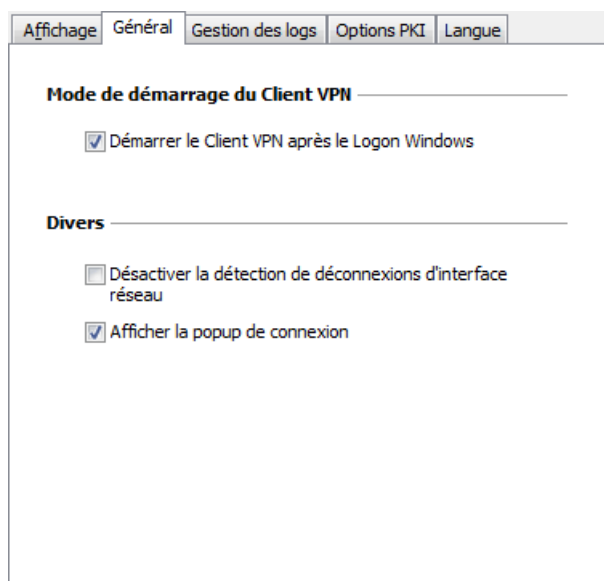 Affichage Général Gestion des logs Options PKI Langue
Mode de démarrage du Client VPN
Démarrer le Client VPN après le Logon Windows
Divers
Désactiver la détection de déconnexions d'interface
réseau
Afficher la popup de connexion